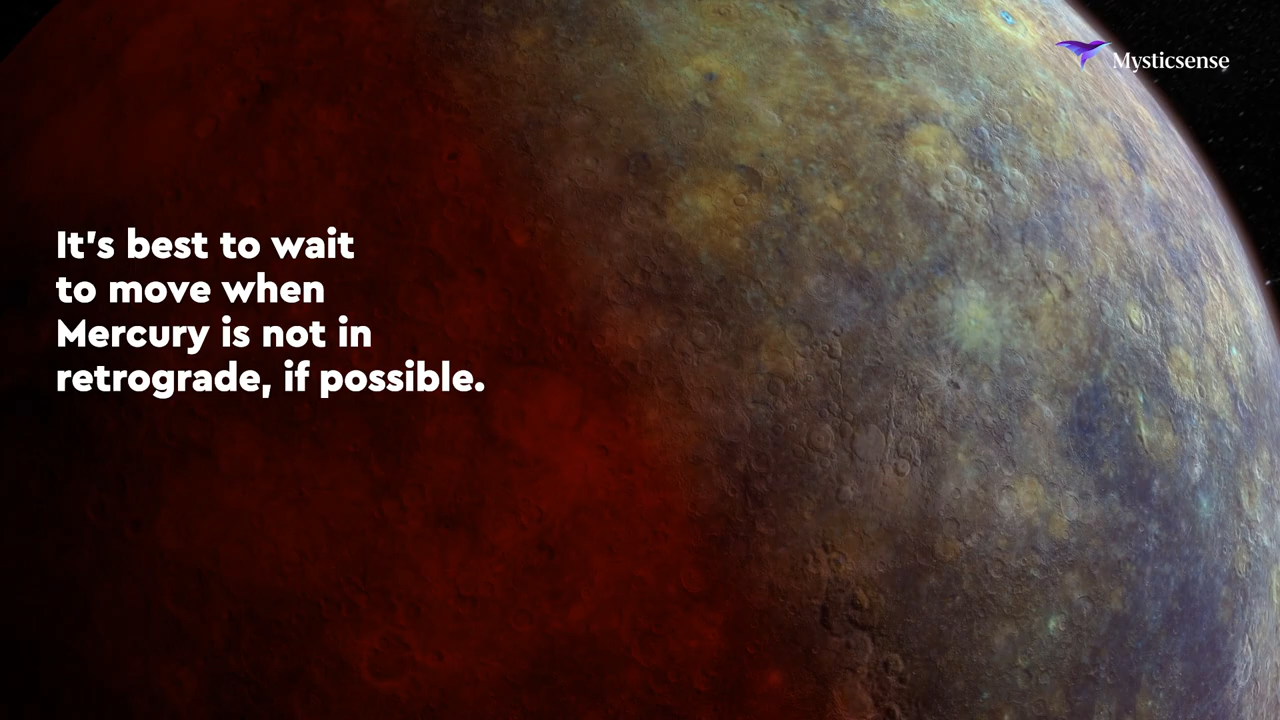 Mysticsense
It's best to wait
to move when
Mercury is not in
retrograde, if possible.